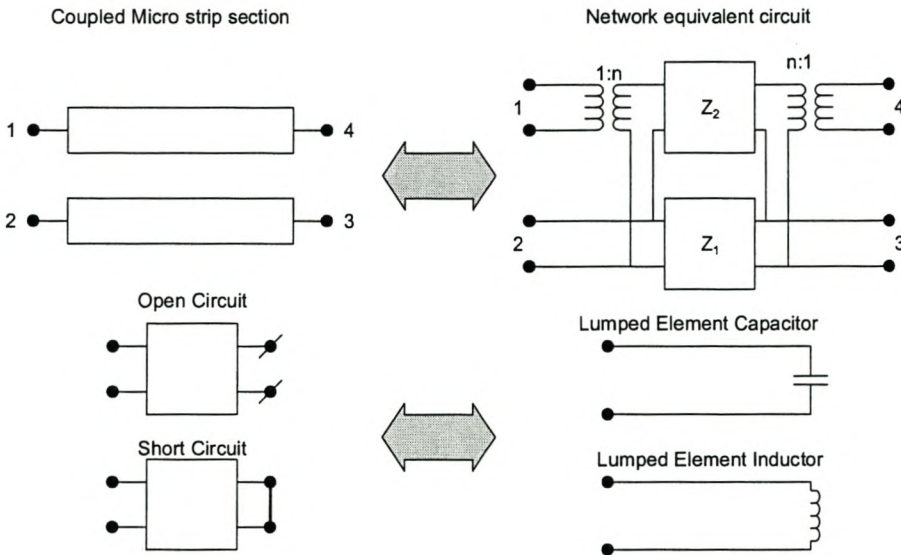 Coupled Micro strip section
Network equivalent circuit
1
4
2
3
1:n
n:1
1
Z2
4
2
Z1
3
Open Circuit
Lumped Element Capacitor
Short Circuit
Lumped Element Inductor